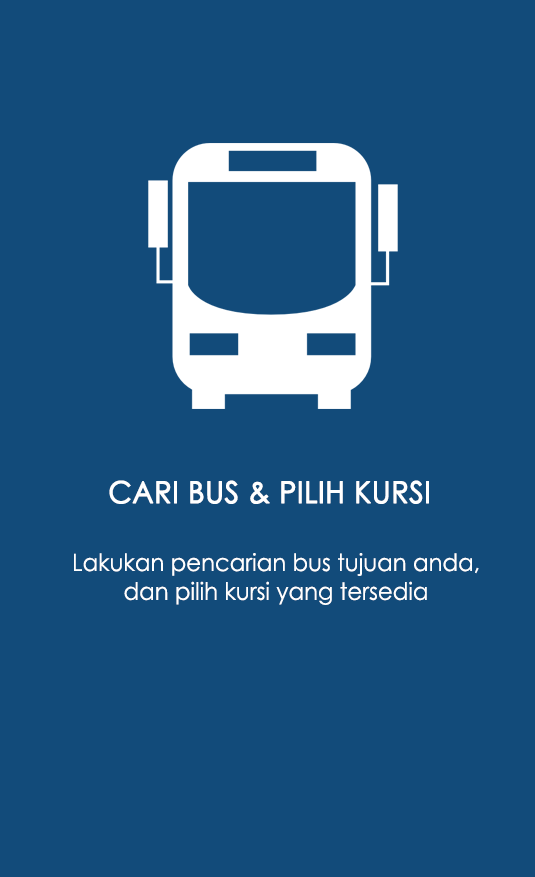 CARI BUS & PILIH KURSI
Lakukan pencarian bus tujuan anda,
dan pilih kursi yang tersedia